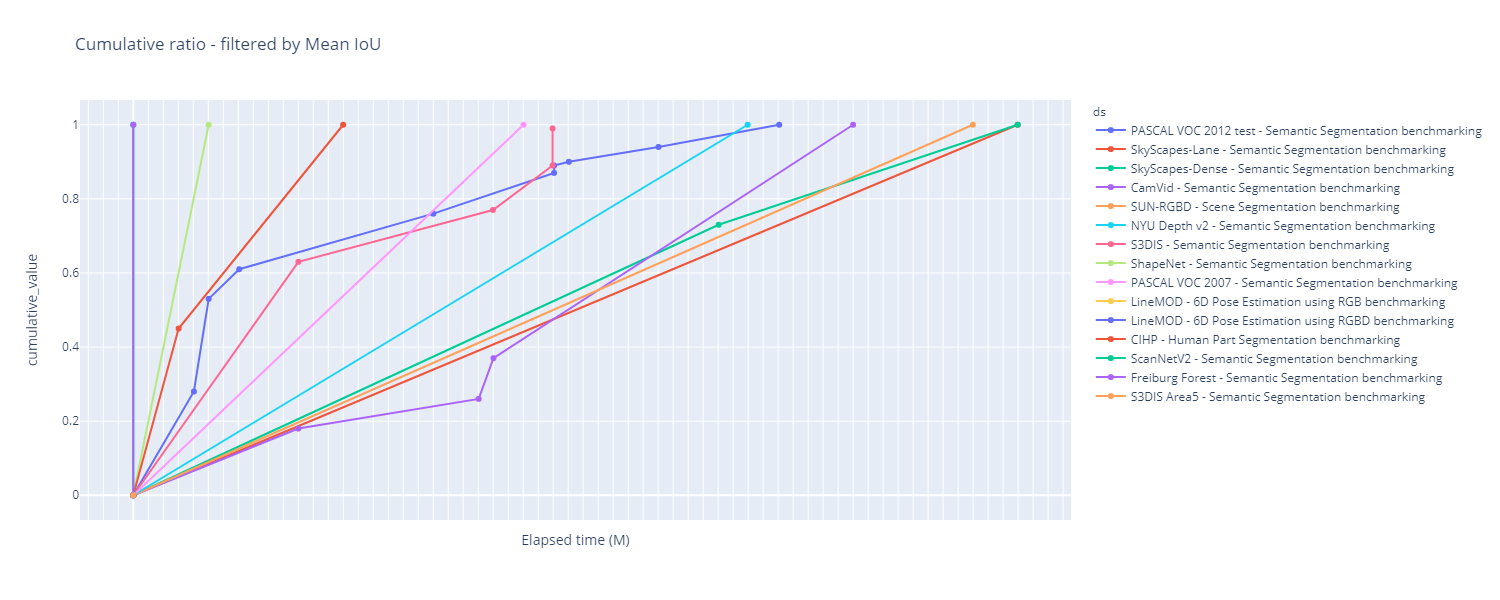 Cumulative ratio - filtered by Mean IoU
ds
PASCAL VOC 2012 test - Semantic Segmentation benchmarking
SkyScapes-Lane - Semantic Segmentation benchmarking
SkyScapes-Dense - Semantic Segmentation benchmarking
CamVid - Semantic Segmentation benchmarking
SUN-RGBD - Scene Segmentation benchmarking
NYU Depth v2 - Semantic Segmentation benchmarking
S3DIS - Semantic Segmentation benchmarking
ShapeNet - Semantic Segmentation benchmarking
PASCAL VOC 2007 - Semantic Segmentation benchmarking
LineMOD - 6D Pose Estimation using RGB benchmarking
LineMOD - 6D Pose Estimation using RGBD benchmarking
CIHP - Human Part Segmentation benchmarking
ScanNetV2 - Semantic Segmentation benchmarking
Freiburg Forest - Semantic Segmentation benchmarking
S3DIS Area5 - Semantic Segmentation benchmarking
1
0.8
0.6
0.4
0.2
0
cumulative_value
Elapsed time (M)